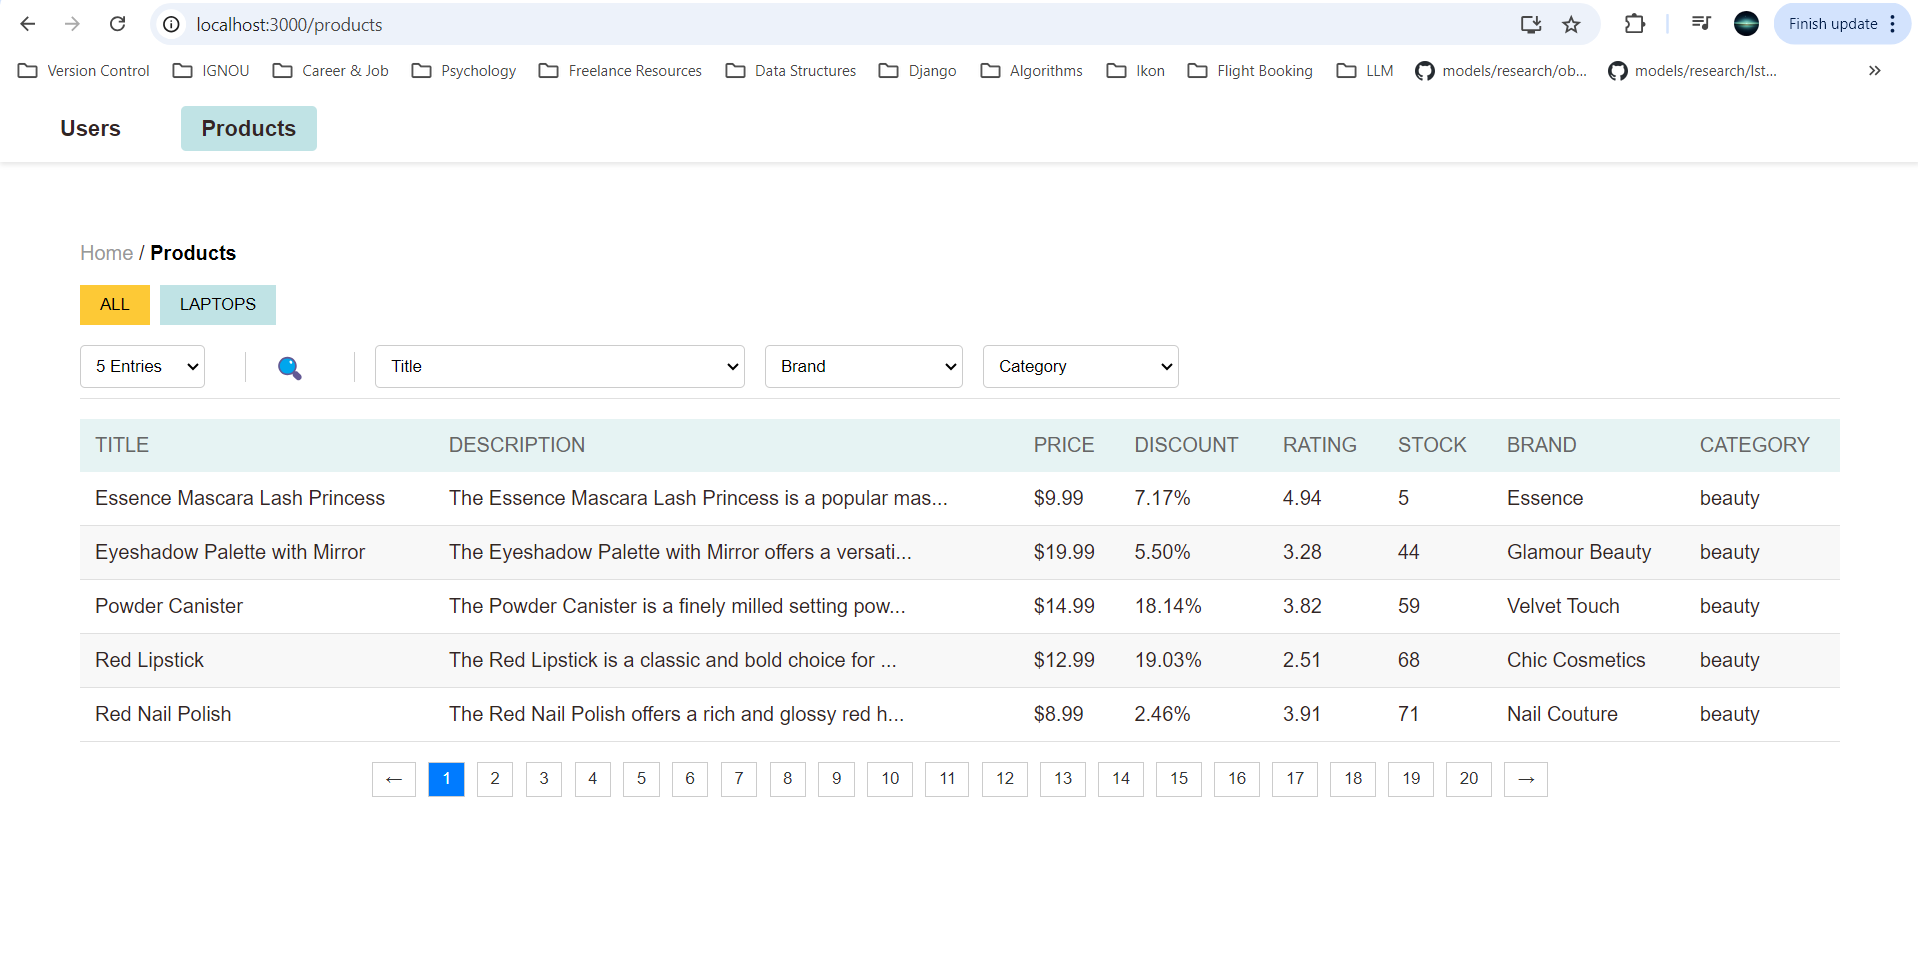 localhost:3000/products
Finish update
Version Control IGNOU Career & Job Psychology Freelance Resources Data Structures Django Algorithms Ikon Flight Booking LLM models/research/ob... models/research/lst...
Users Products
Home / Products
ALL LAPTOPS
5 Entries Title Brand Category
TITLE DESCRIPTION PRICE DISCOUNT RATING STOCK BRAND CATEGORY
Essence Mascara Lash Princess The Essence Mascara Lash Princess is a popular mas... $9.99 7.17% 4.94 5 Essence beauty
Eyeshadow Palette with Mirror The Eyeshadow Palette with Mirror offers a versati... $19.99 5.50% 3.28 44 Glamour Beauty beauty
Powder Canister The Powder Canister is a finely milled setting pow... $14.99 18.14% 3.82 59 Velvet Touch beauty
Red Lipstick The Red Lipstick is a classic and bold choice for ... $12.99 19.03% 2.51 68 Chic Cosmetics beauty
Red Nail Polish The Red Nail Polish offers a rich and glossy red h... $8.99 2.46% 3.91 71 Nail Couture beauty
← 1 2 3 4 5 6 7 8 9 10 11 12 13 14 15 16 17 18 19 20 →